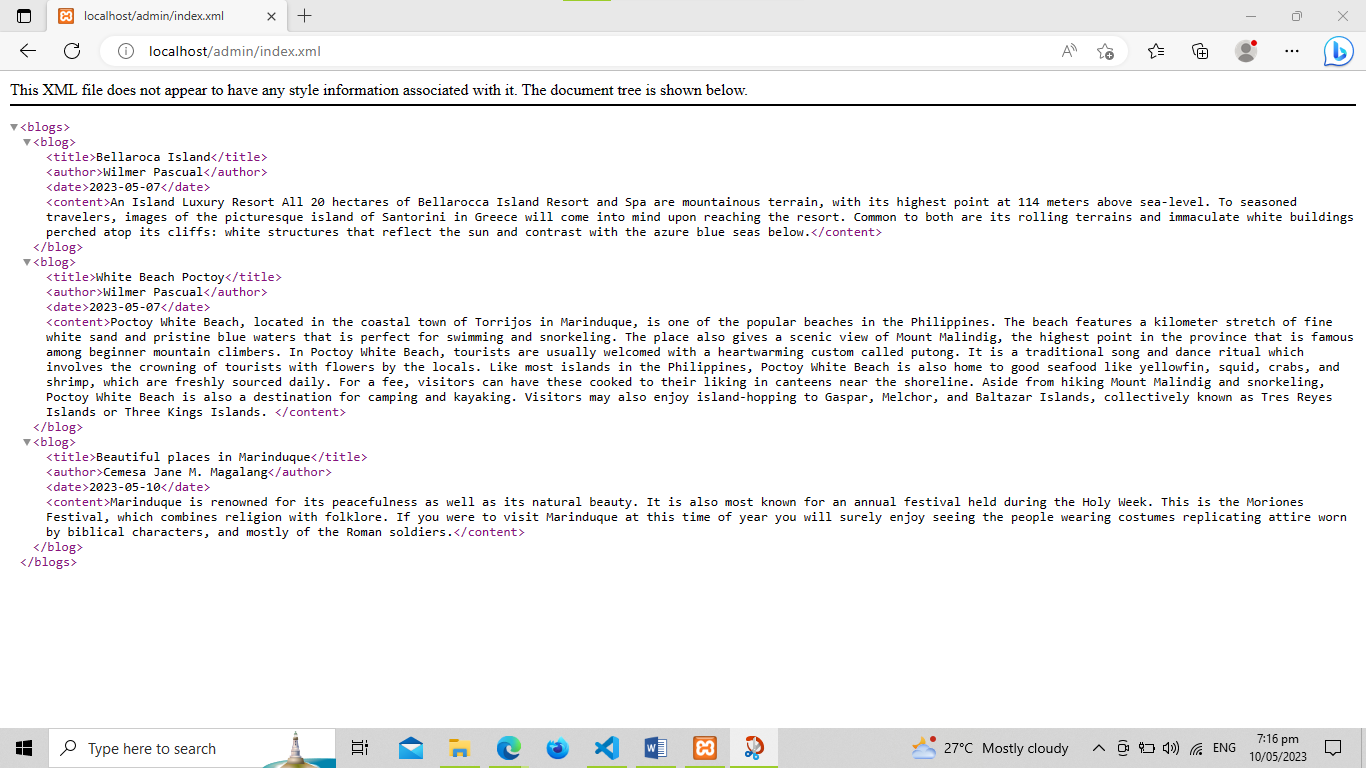 localhost/admin/index.xml
localhost/admin/index.xml
This XML file does not appear to have any style information associated with it. The document tree is shown below.
<blogs>
<blog>
<title>Bellaroca Island</title>
<author>Wilmer Pascual</author>
<date>2023-05-07</date>
<content>An Island Luxury Resort All 20 hectares of Bellarocca Island Resort and Spa are mountainous terrain, with its highest point at 114 meters above sea-level. To seasoned
travelers, images of the picturesque island of Santorini in Greece will come into mind upon reaching the resort. Common to both are its rolling terrains and immaculate white buildings
perched atop its cliffs: white structures that reflect the sun and contrast with the azure blue seas below.</content>
</blog>
<blog>
<title>White Beach Poctoy</title>
<author>Wilmer Pascual</author>
<date>2023-05-07</date>
<content>Poctoy White Beach, located in the coastal town of Torrijos in Marinduque, is one of the popular beaches in the Philippines. The beach features a kilometer stretch of fine
white sand and pristine blue waters that is perfect for swimming and snorkeling. The place also gives a scenic view of Mount Malindig, the highest point in the province that is famous
among beginner mountain climbers. In Poctoy White Beach, tourists are usually welcomed with a heartwarming custom called putong. It is a traditional song and dance ritual which
involves the crowning of tourists with flowers by the locals. Like most islands in the Philippines, Poctoy White Beach is also home to good seafood like yellowfin, squid, crabs, and
shrimp, which are freshly sourced daily. For a fee, visitors can have these cooked to their liking in canteens near the shoreline. Aside from hiking Mount Malindig and snorkeling,
Poctoy White Beach is also a destination for camping and kayaking. Visitors may also enjoy island-hopping to Gaspar, Melchor, and Baltazar Islands, collectively known as Tres Reyes
Islands or Three Kings Islands. </content>
</blog>
<blog>
<title>Beautiful places in Marinduque</title>
<author>Cemesa Jane M. Magalang</author>
<date>2023-05-10</date>
<content>Marinduque is renowned for its peacefulness as well as its natural beauty. It is also most known for an annual festival held during the Holy Week. This is the Moriones
Festival, which combines religion with folklore. If you were to visit Marinduque at this time of year you will surely enjoy seeing the people wearing costumes replicating attire worn
by biblical characters, and mostly of the Roman soldiers.</content>
</blog>
</blogs>
Type here to search
27°C Mostly cloudy
ENG
7:16 pm
10/05/2023